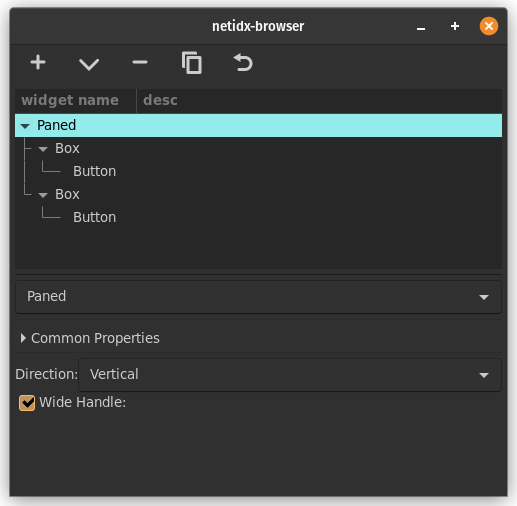 netidx-browser
widget name desc
Paned
Box
Button
Box
Button
Paned
Common Properties
Direction: Vertical
Wide Handle: